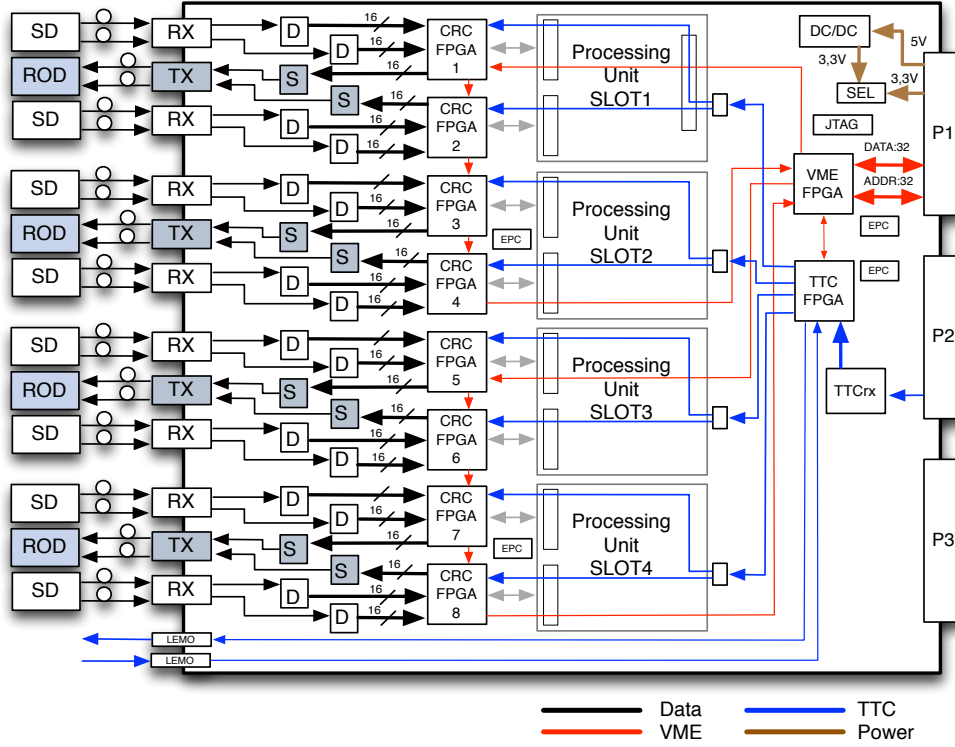 SD
RX
D
16
CRC
FPGA
1
Processing
Unit
SLOT1
DC/DC
5V
3,3V
3,3V
SEL
D
16
ROD
TX
S
16
S
16
CRC
FPGA
2
JTAG
P1
SD
RX
D
16
D
16
DATA:32
VME
FPGA
ADDR:32
SD
RX
D
16
CRC
FPGA
3
Processing
Unit
SLOT2
D
16
EPC
ROD
TX
S
16
EPC
S
16
CRC
FPGA
4
TTC
FPGA
EPC
SD
RX
D
16
D
16
P2
SD
RX
D
16
CRC
FPGA
5
Processing
Unit
SLOT3
D
16
ROD
TX
S
16
TTCrx
S
16
CRC
FPGA
6
SD
RX
D
16
D
16
SD
RX
D
16
CRC
FPGA
7
Processing
Unit
SLOT4
D
16
P3
ROD
TX
S
16
EPC
S
16
CRC
FPGA
8
SD
RX
D
16
D
16
LEMO
LEMO
Data
TTC
VME
Power